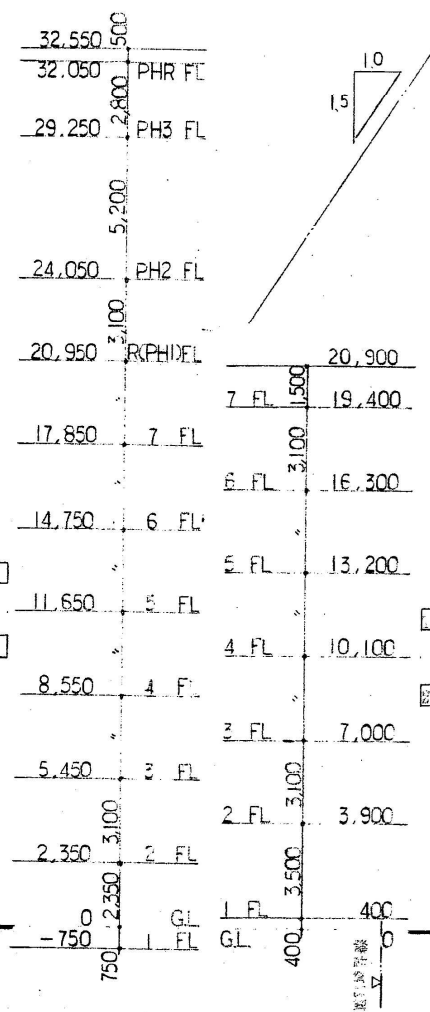 32.550 500
32.050 PHR FL
2,800
29.250 PH3 FL
5,200
24,050 PH2 FL
3,100
20,950 R(PH1)FL
〃
17,850 7 FL
〃
14,750 6 FL
〃
11,650 5 FL
〃
8,550 4 FL
〃
5,450 3 FL
3,100
2,350 2 FL
2,350
0 GL
-750 1 FL
750
1.0
1.5
20,900
1,500
7 FL 19,400
3,100
6 FL 16,300
〃
5 FL 13,200
〃
4 FL 10,100
〃
3 FL 7,000
3,100
2 FL 3,900
3,500
1 FL 400
G.L. 0
400